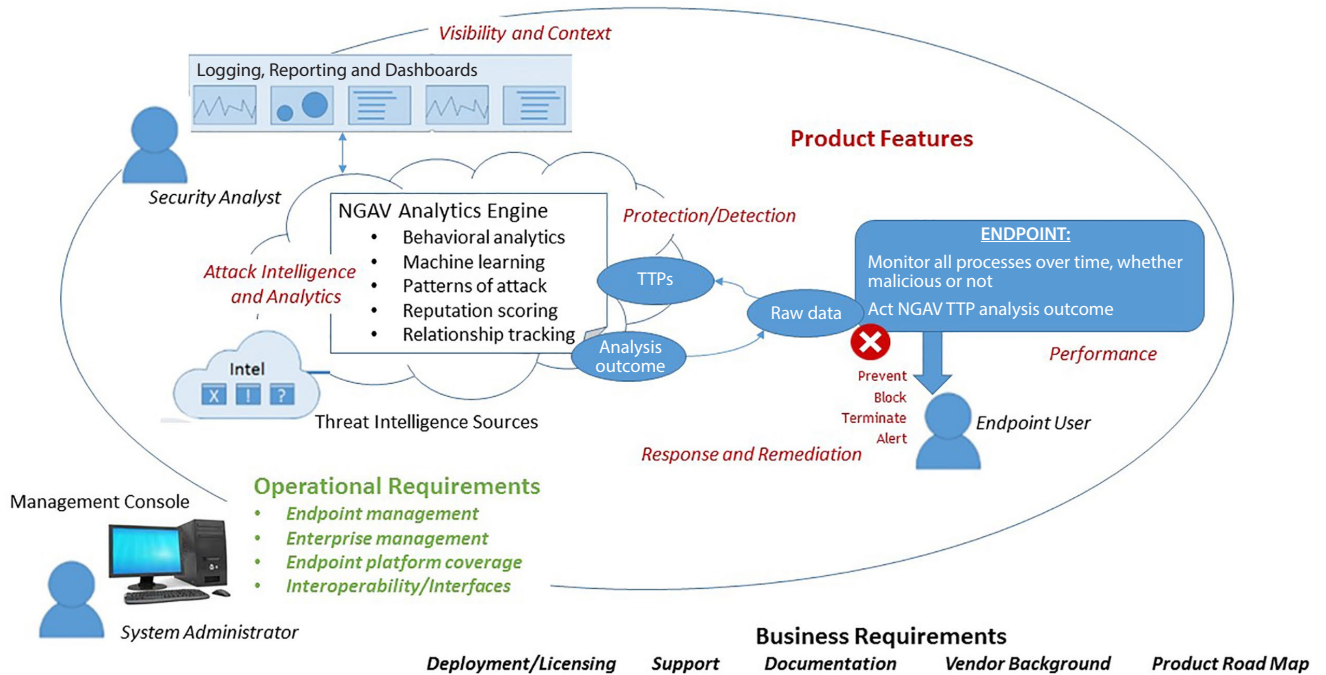 Visibility and Context
Logging, Reporting and Dashboards
Product Features
Security Analyst
NGAV Analytics Engine
• Behavioral analytics
• Machine learning
• Patterns of attack
• Reputation scoring
• Relationship tracking
Protection/Detection
Attack Intelligence
and Analytics
TTPs
Raw data
Analysis
outcome
ENDPOINT:
Monitor all processes over time, whether
malicious or not
Act NGAV TTP analysis outcome
Performance
Intel
X ! ?
Threat Intelligence Sources
Prevent
Block
Terminate
Alert
Endpoint User
Response and Remediation
Operational Requirements
• Endpoint management
• Enterprise management
• Endpoint platform coverage
• Interoperability/Interfaces
Management Console
System Administrator
Business Requirements
Deployment/Licensing Support Documentation Vendor Background Product Road Map